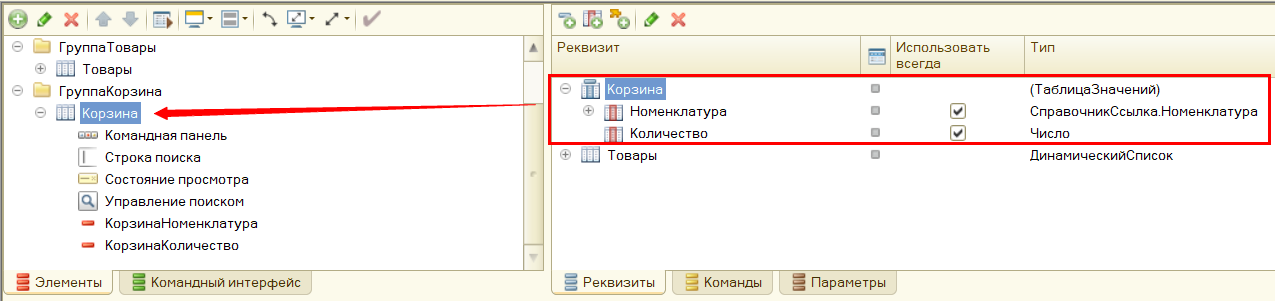 ГруппаТовары
Товары
ГруппаКорзина
Корзина
Командная панель
Строка поиска
Состояние просмотра
Управление поиском
КорзинаНоменклатура
КорзинаКоличество
Элементы
Командный интерфейс
Реквизит
Использовать
всегда
Тип
Корзина
(ТаблицаЗначений)
Номенклатура
СправочникСсылка.Номенклатура
Количество
Число
Товары
ДинамическийСписок
Реквизиты
Команды
Параметры